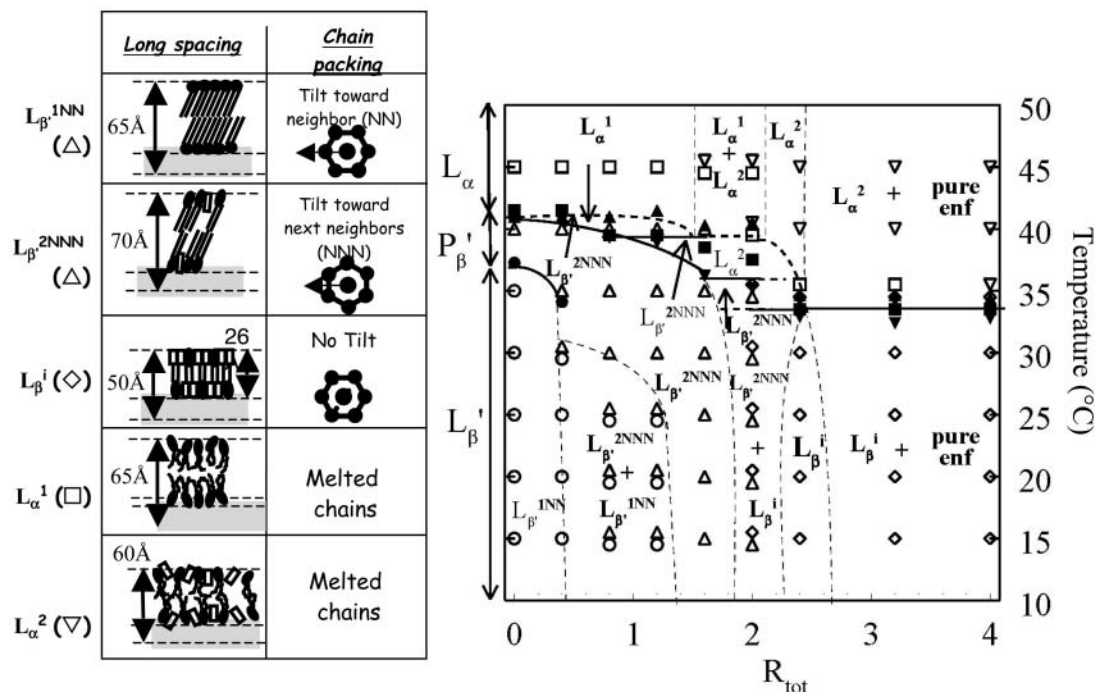 Long spacing
Chain packing
Lβ'1NN
(△)
65Å
Tilt toward
neighbor (NN)
Lβ'2NNN
(△)
70Å
Tilt toward
next neighbors
(NNN)
Lβi (◇)
50Å
26
No Tilt
Lα1 (□)
65Å
Melted
chains
Lα2 (▽)
60Å
Melted
chains
Lα
Pβ'
Lβ'
Lα1
Lα1
+
Lα2
Lα2
Lα2 +
pure
enf
Lβ'2NNN
Lα2
Lβ'2NNN
Lβ'2NNN
Lβ'2NNN
Lβ'2NNN
+
Lβi
Lβ'2NNN
+
Lβ'1NN
Lβ'1NN
Lβi
Lβi +
pure
enf
50
45
40
35
30
25
20
15
10
Temperature (°C)
0
1
2
3
4
Rtot